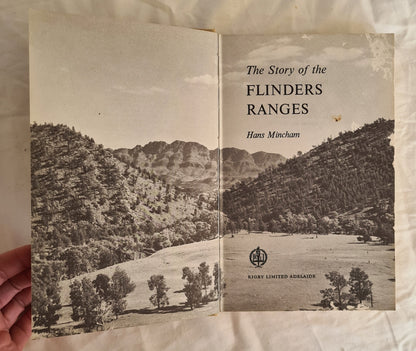 The Story of the
FLINDERS
RANGES
Hans Mincham
RIGBY LIMITED ADELAIDE